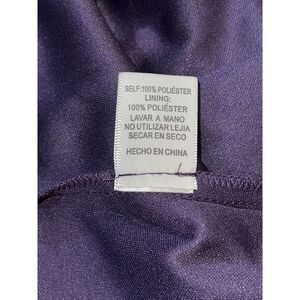 SELF:100% POLIÉSTER
LINING:
100% POLIÉSTER
LAVAR A MANO
NO UTILIZAR LEJIA
SECAR EN SECO
HECHO EN CHINA